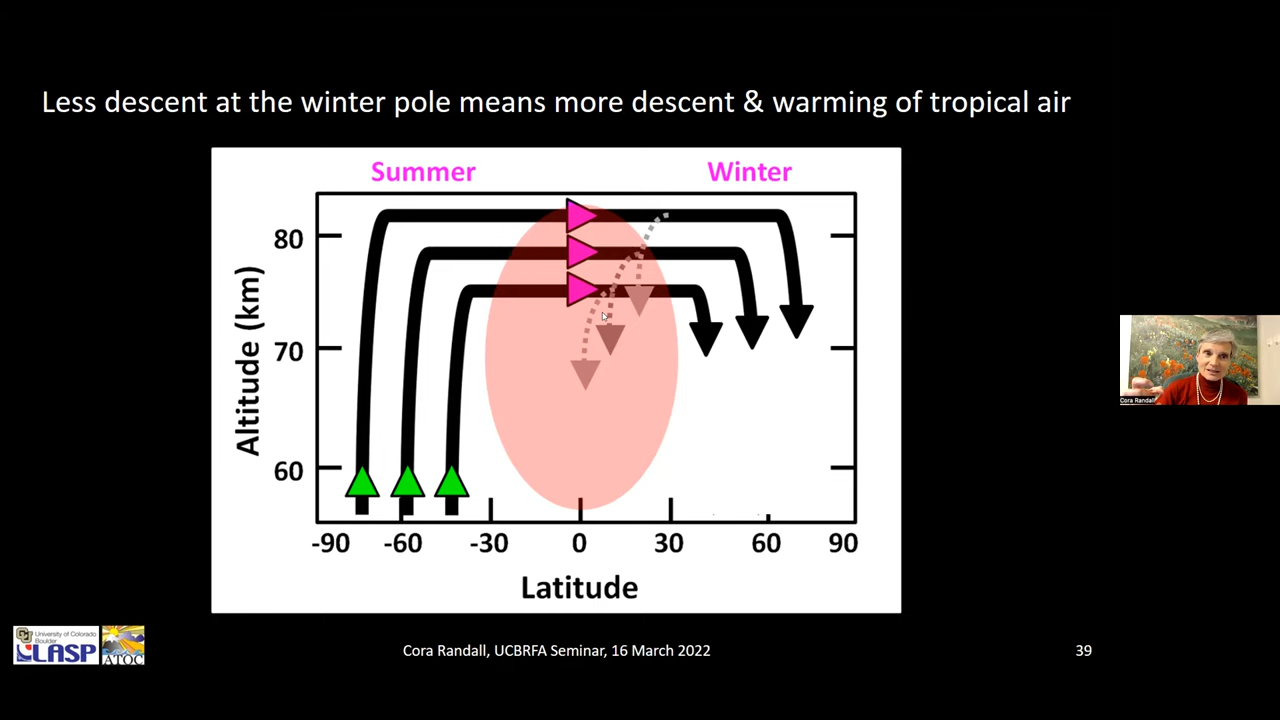 Less descent at the winter pole means more descent & warming of tropical air
Summer
Winter
Altitude (km)
80
70
60
-90 -60 -30 0 30 60 90
Latitude
Cora Randall
University of Colorado
Boulder
LASP
ATOC
Cora Randall, UCBRFA Seminar, 16 March 2022
39